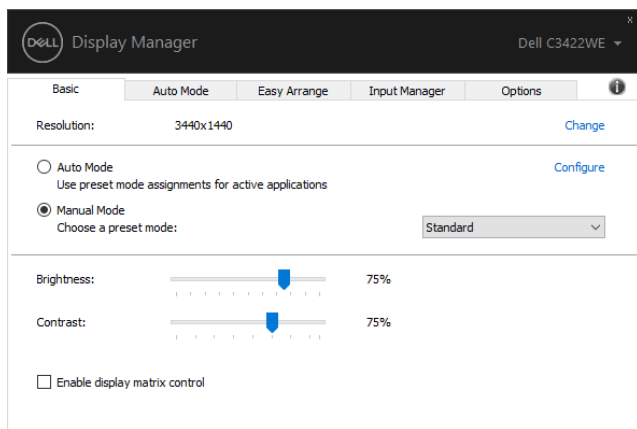 DELL Display Manager Dell C3422WE
x
Basic Auto Mode Easy Arrange Input Manager Options i
Resolution: 3440x1440 Change
Auto Mode Configure
Use preset mode assignments for active applications
Manual Mode
Choose a preset mode: Standard
Brightness: 75%
Contrast: 75%
Enable display matrix control